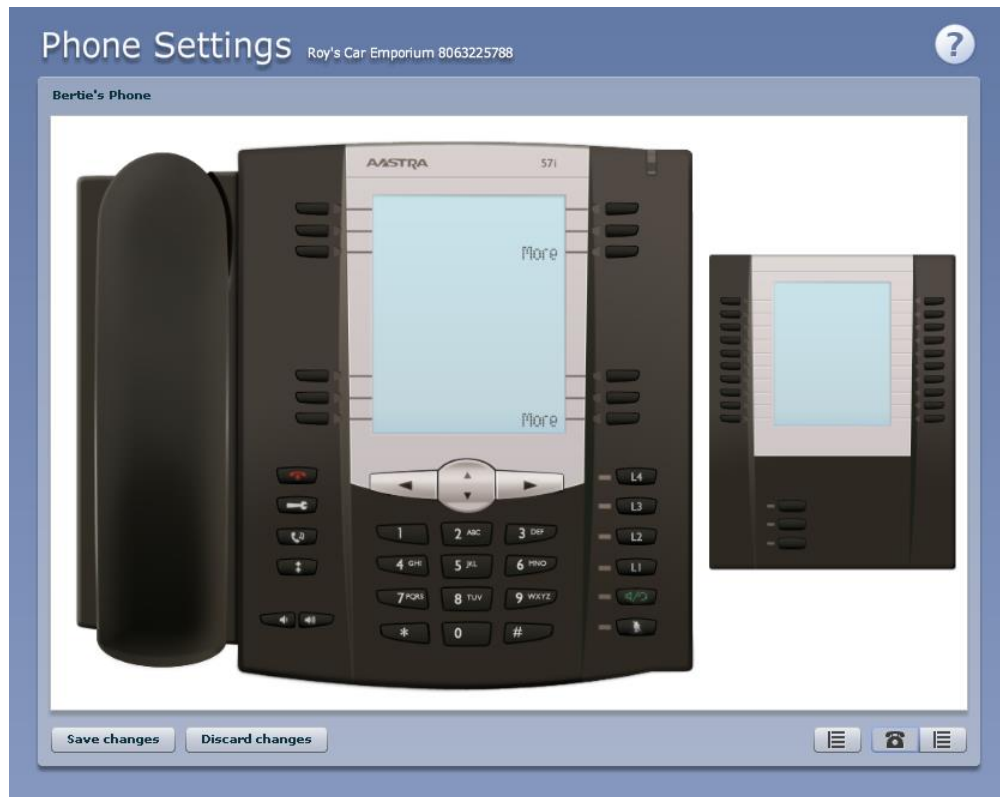 Phone Settings Roy's Car Emporium 8063225788
?
Bertie's Phone
AASTRA 57i
More
More
L4
1 2 ABC 3 DEF L3
L2
4 GHI 5 JKL 6 MNO L1
7 PQRS 8 TUV 9 WXYZ
* 0 #
Save changes Discard changes